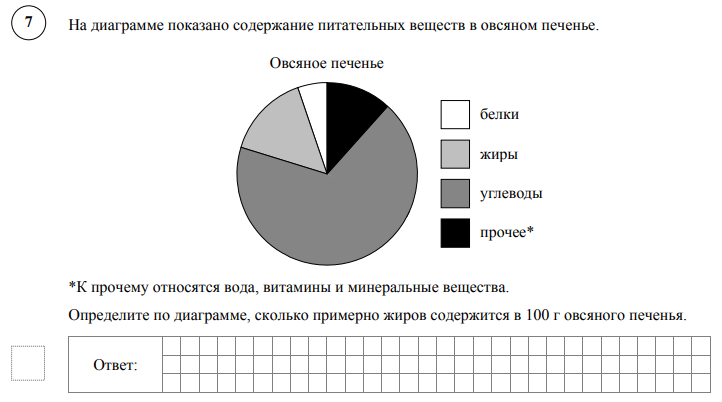 7
На диаграмме показано содержание питательных веществ в овсяном печенье.
Овсяное печенье
белки
жиры
углеводы
прочее*
*К прочему относятся вода, витамины и минеральные вещества.
Определите по диаграмме, сколько примерно жиров содержится в 100 г овсяного печенья.
Ответ: